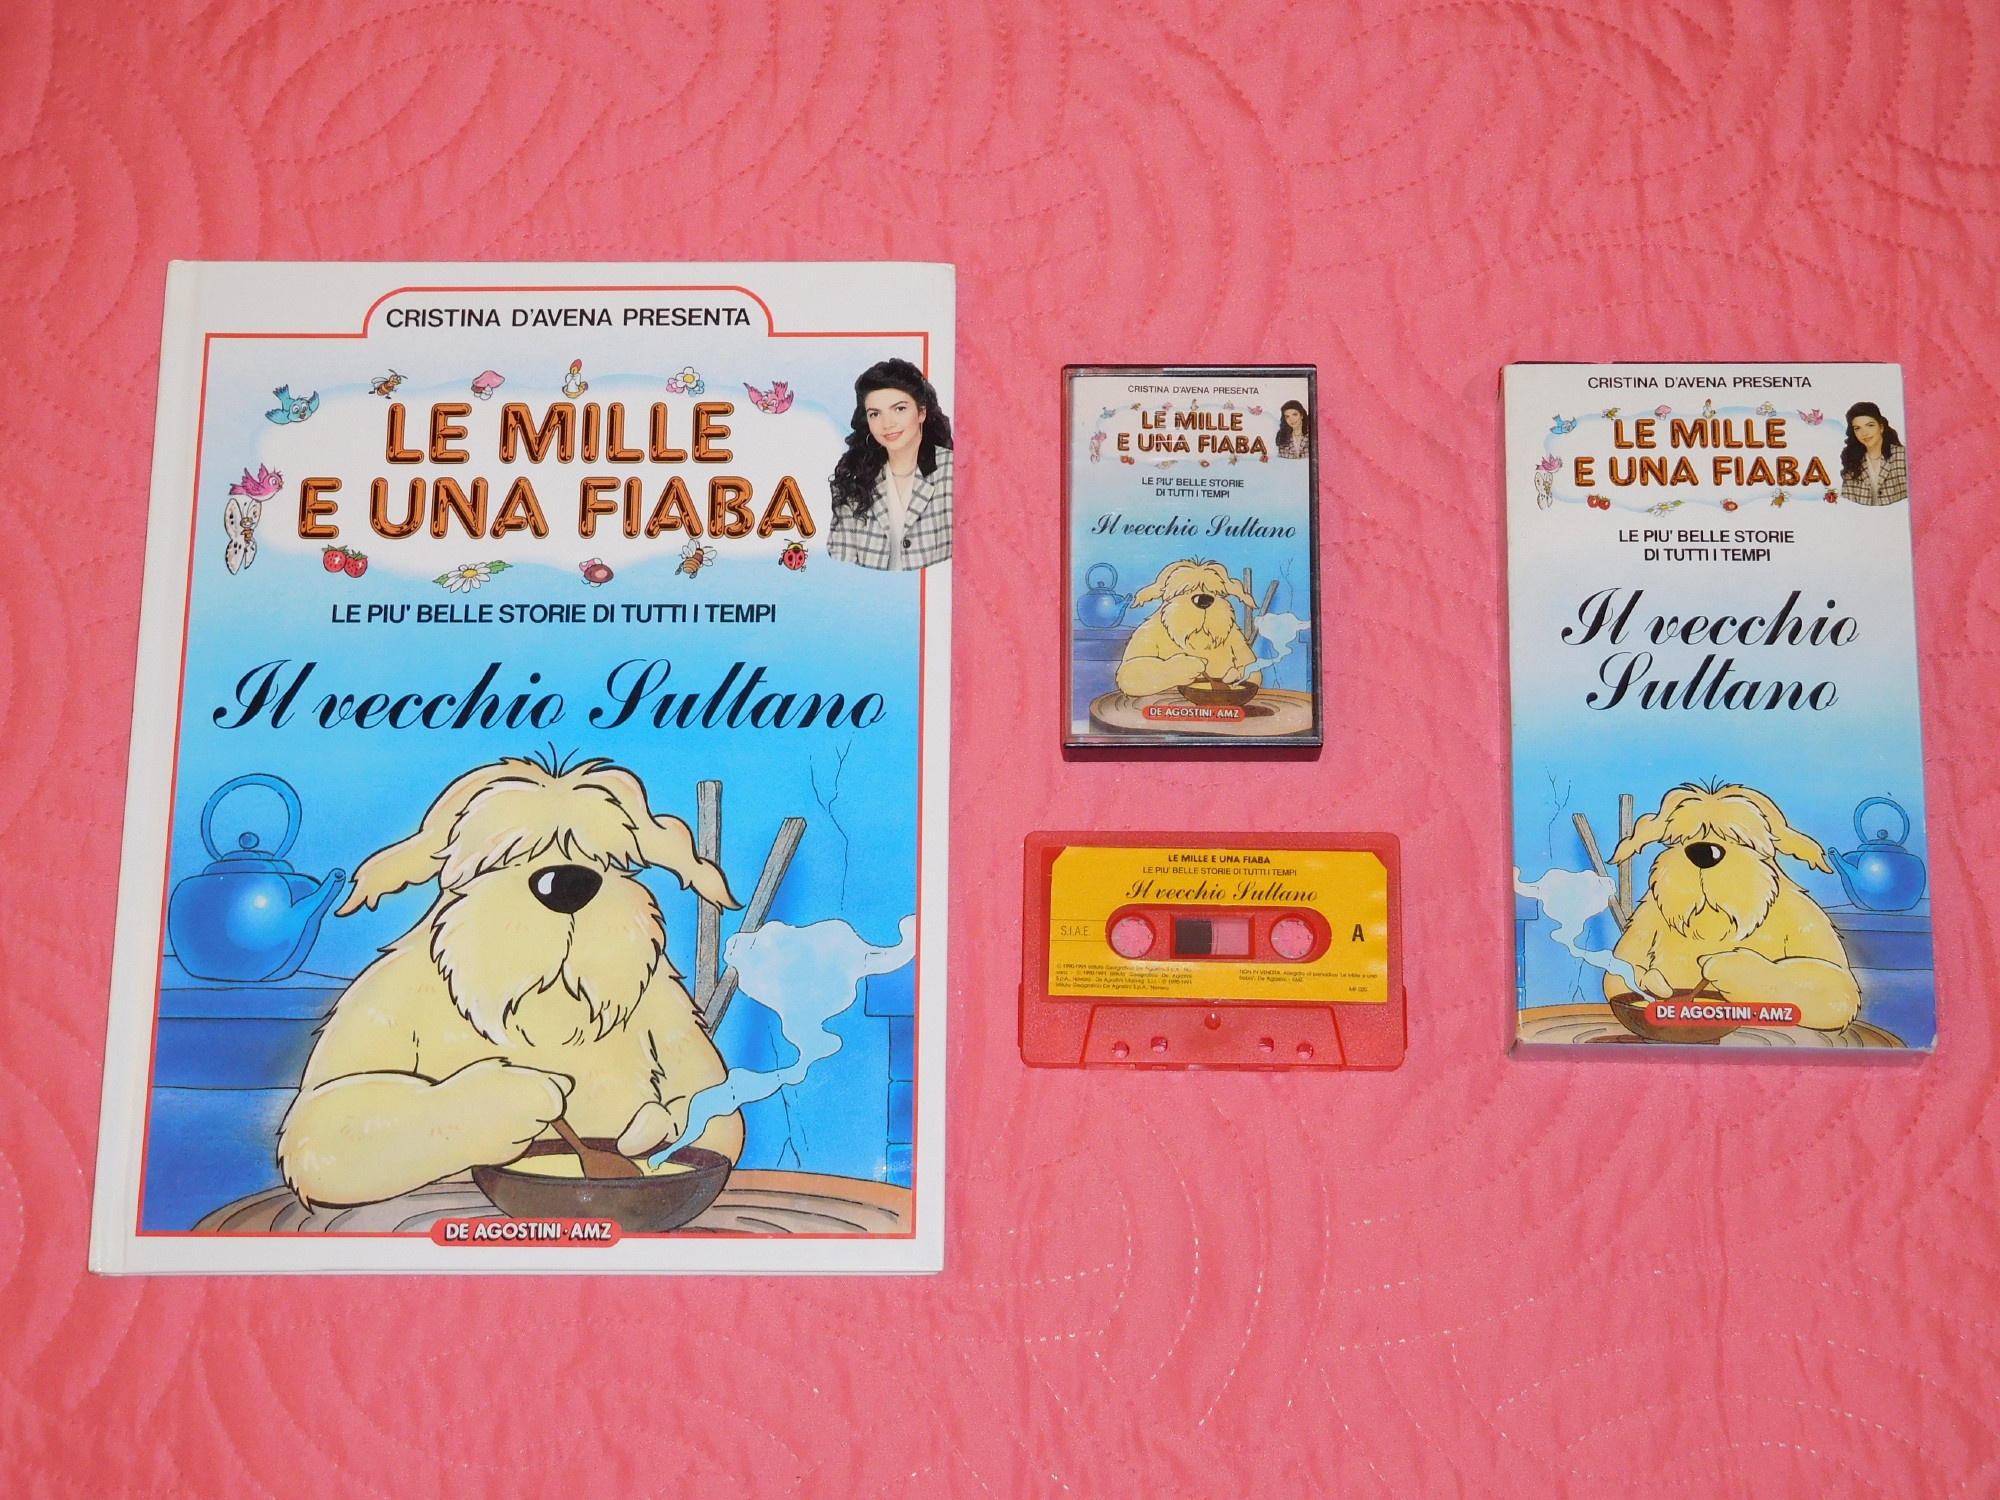 CRISTINA D'AVENA PRESENTA
LE MILLE
E UNA FIABA
LE PIU' BELLE STORIE DI TUTTI I TEMPI
Il vecchio Sultano
DE AGOSTINI·AMZ
CRISTINA D'AVENA PRESENTA
LE MILLE
E UNA FIABA
LE PIU' BELLE STORIE
DI TUTTI I TEMPI
Il vecchio Sultano
DE AGOSTINI·AMZ
LE MILLE E UNA FIABA
LE PIU' BELLE STORIE DI TUTTI I TEMPI
Il vecchio Sultano
S.I.A.E.
A
CRISTINA D'AVENA PRESENTA
LE MILLE
E UNA FIABA
LE PIU' BELLE STORIE
DI TUTTI I TEMPI
Il vecchio
Sultano
DE AGOSTINI·AMZ